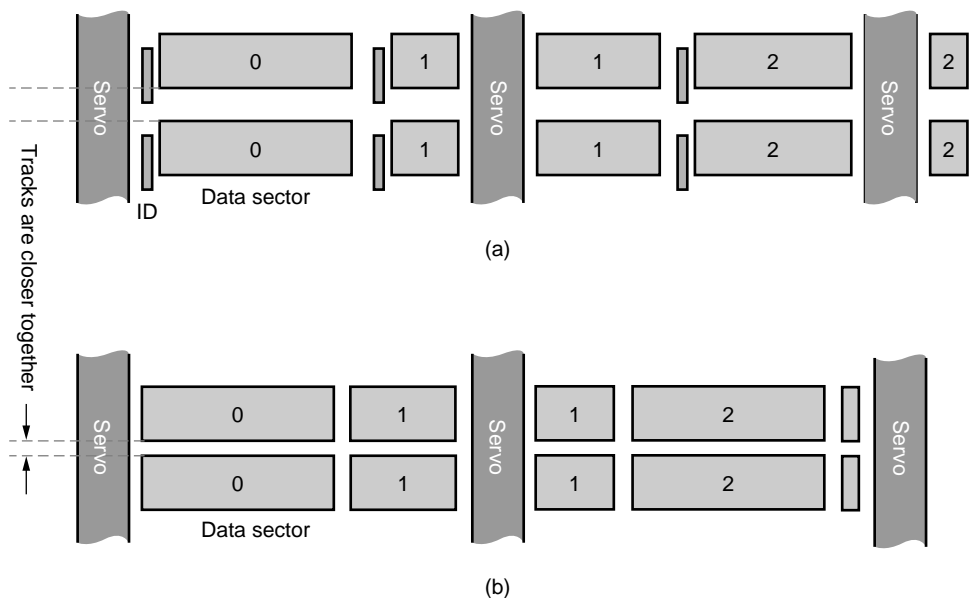 Servo 0 1 Servo 1 2 Servo 2
0 1 1 2 2
ID Data sector
(a)
Tracks are closer together
Servo 0 1 Servo 1 2 Servo
0 1 1 2
Data sector
(b)